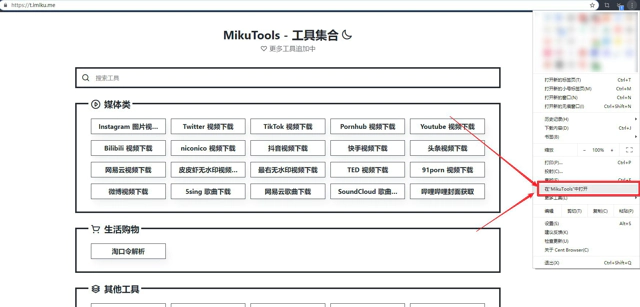 https://t.imiku.me
MikuTools - 工具集合
更多工具追加中
搜索工具
媒体类
Instagram 图片视...
Twitter 视频下载
TikTok 视频下载
Pornhub 视频下载
Youtube 视频下载
Bilibili 视频下载
niconico 视频下载
抖音视频下载
快手视频下载
头条视频下载
网易云视频下载
皮皮虾无水印视频...
最右无水印视频...
TED 视频下载
91porn 视频下载
微博视频下载
5sing 歌曲下载
网易云歌曲下载
SoundCloud 歌曲...
哔哩哔哩封面获取
生活购物
淘口令解析
其他工具
打开新的标签页(T) Ctrl+T
打开新的小号标签页(M) Ctrl+M
打开新的窗口(N) Ctrl+N
打开新的无痕窗口(I) Ctrl+Shift+N
历史记录(H)
下载内容(D) Ctrl+J
书签(B)
缩放 - 100% +
打印(P)... Ctrl+P
投射(C)...
在"MikuTools"中打开
更多工具(L)
编辑 剪切(T) 复制(C) 粘贴(P)
设置(S) Alt+S
建议反馈(K)
检查更新(U)
关于 Cent Browser(C)
退出(X) Ctrl+Shift+Q